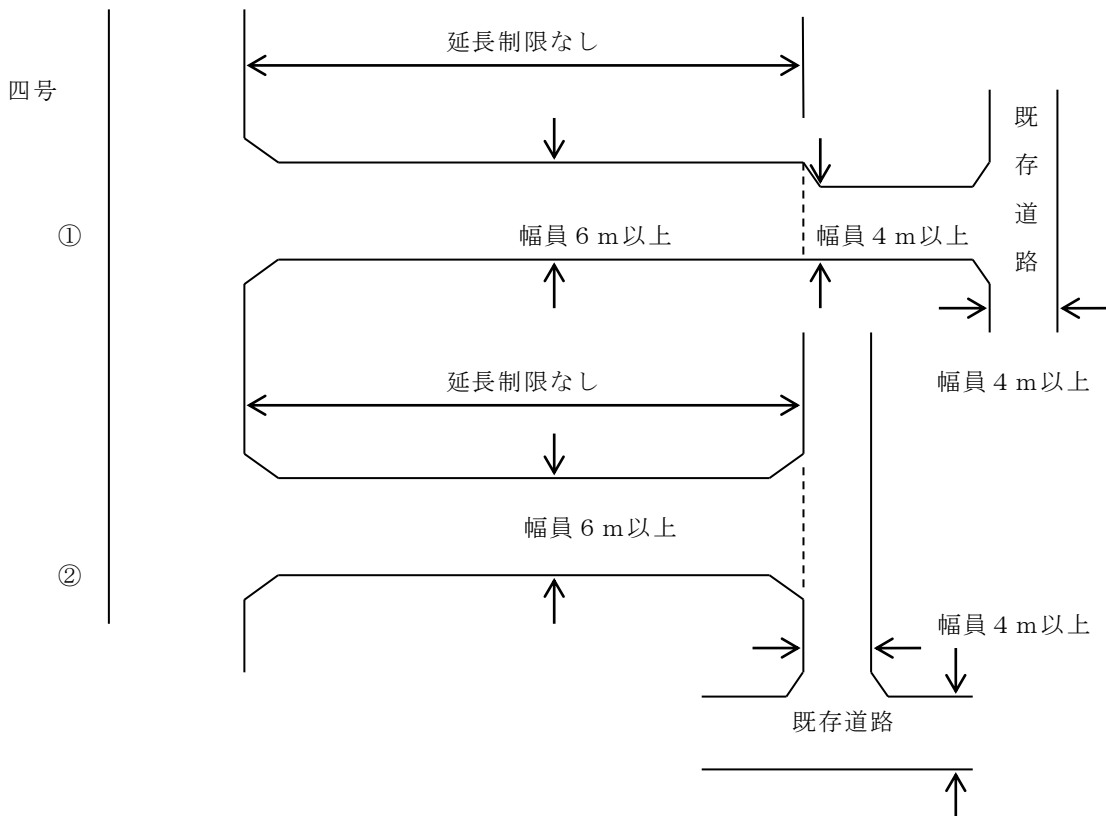 延長制限なし
四号
既存道路
①
幅員６ｍ以上
幅員４ｍ以上
延長制限なし
幅員４ｍ以上
幅員６ｍ以上
②
幅員４ｍ以上
既存道路